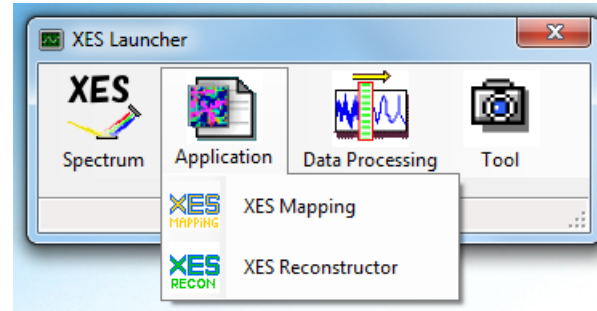 XES Launcher
XES
Spectrum
Application
Data Processing
Tool
XES
MAPPING
XES Mapping
XES
RECON
XES Reconstructor